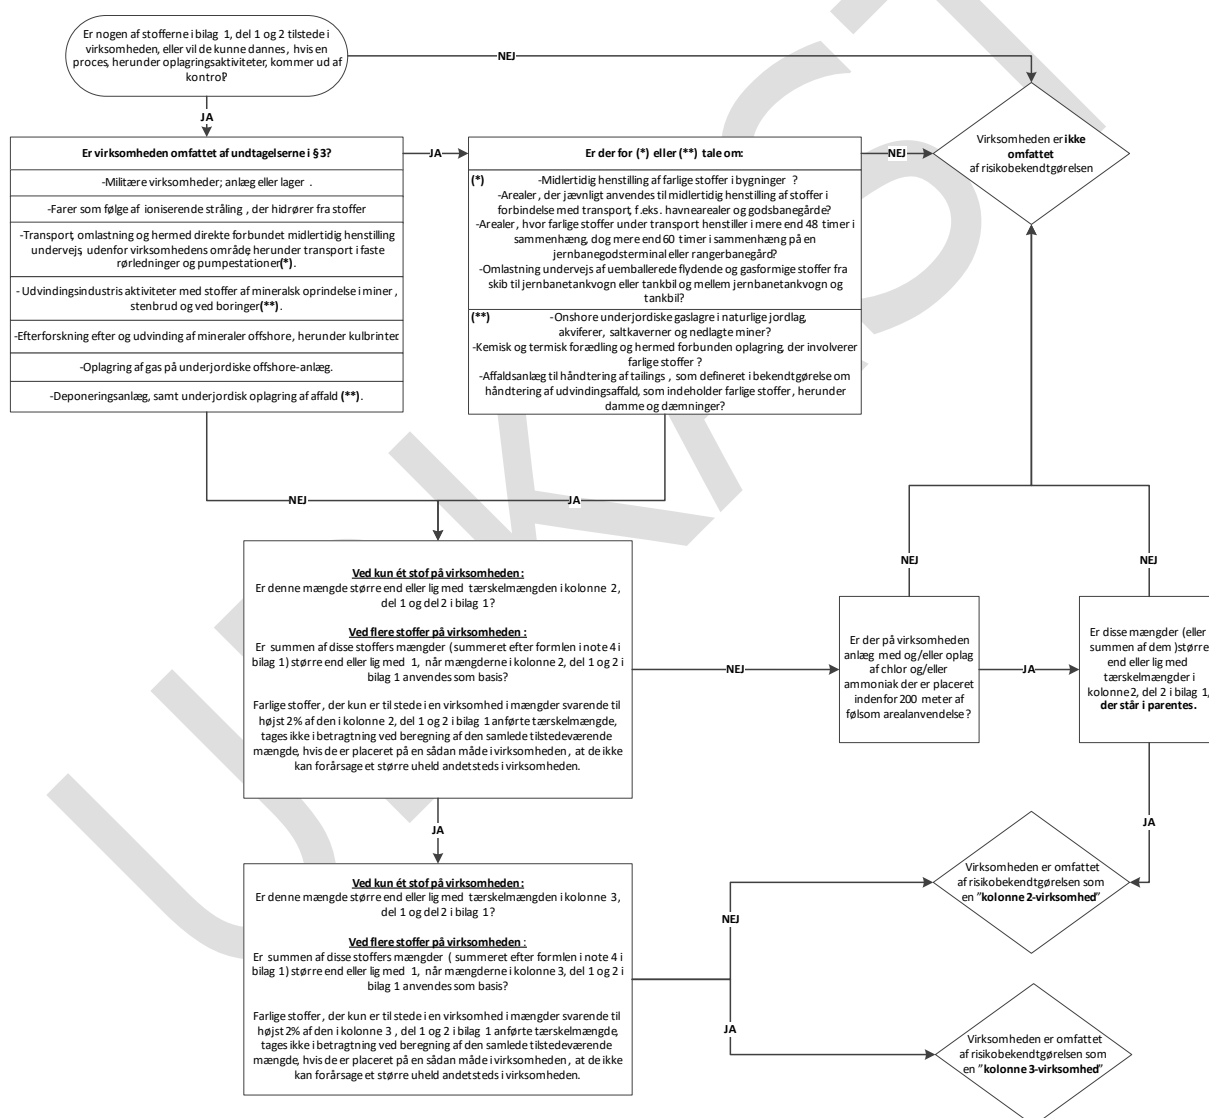 Er nogen af stofferne i bilag 1, del 1 og 2 tilstede i
virksomheden, eller vil de kunne dannes, hvis en
proces, herunder oplagringsaktiviteter, kommer ud af
kontrol?
NEJ
JA
Er virksomheden omfattet af undtagelserne i § 3?
-Militære virksomheder; anlæg eller lager .
-Farer som følge af ioniserende stråling , der hidrører fra stoffer
-Transport, omlastning og hermed direkte forbundet midlertidig henstilling
undervejs, udenfor virksomhedens område, herunder transport i faste
rørledninger og pumpestationer(*).
- Udvindingsindustris aktiviteter med stoffer af mineralsk oprindelse i miner ,
stenbrud og ved boringer(**).
-Efterforskning efter og udvinding af mineraler offshore, herunder kulbrinter.
-Oplagring af gas på underjordiske offshore-anlæg.
-Deponeringsanlæg, samt underjordisk oplagring af affald (**).
JA
Er der for (*) eller (**) tale om:
(*) -Midlertidig henstilling af farlige stoffer i bygninger ?
-Arealer, der jævnligt anvendes til midlertidig henstilling af stoffer i
forbindelse med transport, f.eks. havnearealer og godsbanegårde?
-Arealer, hvor farlige stoffer under transport henstiller i mere end 48 timer i
sammenhæng, dog mere end 60 timer i sammenhæng på en
jernbanegodsterminal eller rangerbanegård?
-Omlastning undervejs af uemballerede flydende og gasformige stoffer fra
skib til jernbanetankvogn eller tankbil og mellem jernbanetankvogn og
tankbil?
(**) -Onshore underjordiske gaslagre i naturlige jordlag,
akviferer, saltkaverner og nedlagte miner?
-Kemisk og termisk forædling og hermed forbunden oplagring, der involverer
farlige stoffer ?
-Affaldsanlæg til håndtering af tailings , som defineret i bekendtgørelse om
håndtering af udvindingsaffald, som indeholder farlige stoffer, herunder
damme og dæmninger?
NEJ
Virksomheden er ikke
omfattet
af risikobekendtgørelsen
NEJ
JA
Ved kun ét stof på virksomheden :
Er denne mængde større end eller lig med tærskelmængden i kolonne 2,
del 1 og del 2 i bilag 1?
Ved flere stoffer på virksomheden :
Er summen af disse stoffers mængder (summeret efter formlen i note 4 i
bilag 1) større end eller lig med 1, når mængderne i kolonne 2, del 1 og 2 i
bilag 1 anvendes som basis?
Farlige stoffer , der kun er til stede i en virksomhed i mængder svarende til
højst 2% af den i kolonne 2, del 1 og 2 i bilag 1 anførte tærskelmængde,
tages ikke i betragtning ved beregning af den samlede tilstedeværende
mængde, hvis de er placeret på en sådan måde i virksomheden , at de ikke
kan forårsage et større uheld andetsteds i virksomheden.
NEJ
Er der på virksomheden
anlæg med og/eller oplag
af chlor og/eller
ammoniak der er placeret
indenfor 200 meter af
følsom arealanvendelse ?
NEJ
JA
NEJ
Er disse mængder (eller
summen af dem )større
end eller lig med
tærskelmængder i
kolonne 2, del 2 i bilag 1,
der står i parentes.
JA
JA
Ved kun ét stof på virksomheden :
Er denne mængde større end eller lig med tærskelmængden i kolonne 3,
del 1 og del 2 i bilag 1?
Ved flere stoffer på virksomheden :
Er summen af disse stoffers mængder ( summeret efter formlen i note 4 i
bilag 1) større end eller lig med 1, når mængderne i kolonne 3, del 1 og 2 i
bilag 1 anvendes som basis?
Farlige stoffer , der kun er til stede i en virksomhed i mængder svarende til
højst 2% af den i kolonne 3 , del 1 og 2 i bilag 1 anførte tærskelmængde,
tages ikke i betragtning ved beregning af den samlede tilstedeværende
mængde, hvis de er placeret på en sådan måde i virksomheden , at de ikke
kan forårsage et større uheld andetsteds i virksomheden.
NEJ
Virksomheden er omfattet
af risikobekendtgørelsen som
en "kolonne 2-virksomhed"
JA
Virksomheden er omfattet
af risikobekendtgørelsen som
en "kolonne 3-virksomhed"
UDKAST